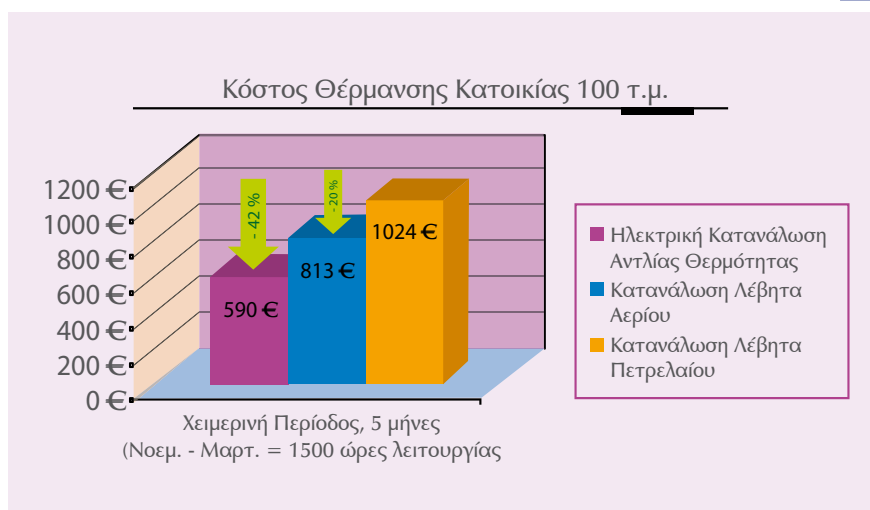 Κόστος Θέρμανσης Κατοικίας 100 τ.μ.
1200 €
1000 €
800 €
600 €
400 €
200 €
0 €
- 42 %
-20 %
590 €
813 €
1024 €
Ηλεκτρική Κατανάλωση
Αντλίας Θερμότητας
Κατανάλωση Λέβητα
Αερίου
Κατανάλωση Λέβητα
Πετρελαίου
Χειμερινή Περίοδος, 5 μήνες
(Νοεμ. - Μαρτ. = 1500 ώρες λειτουργίας